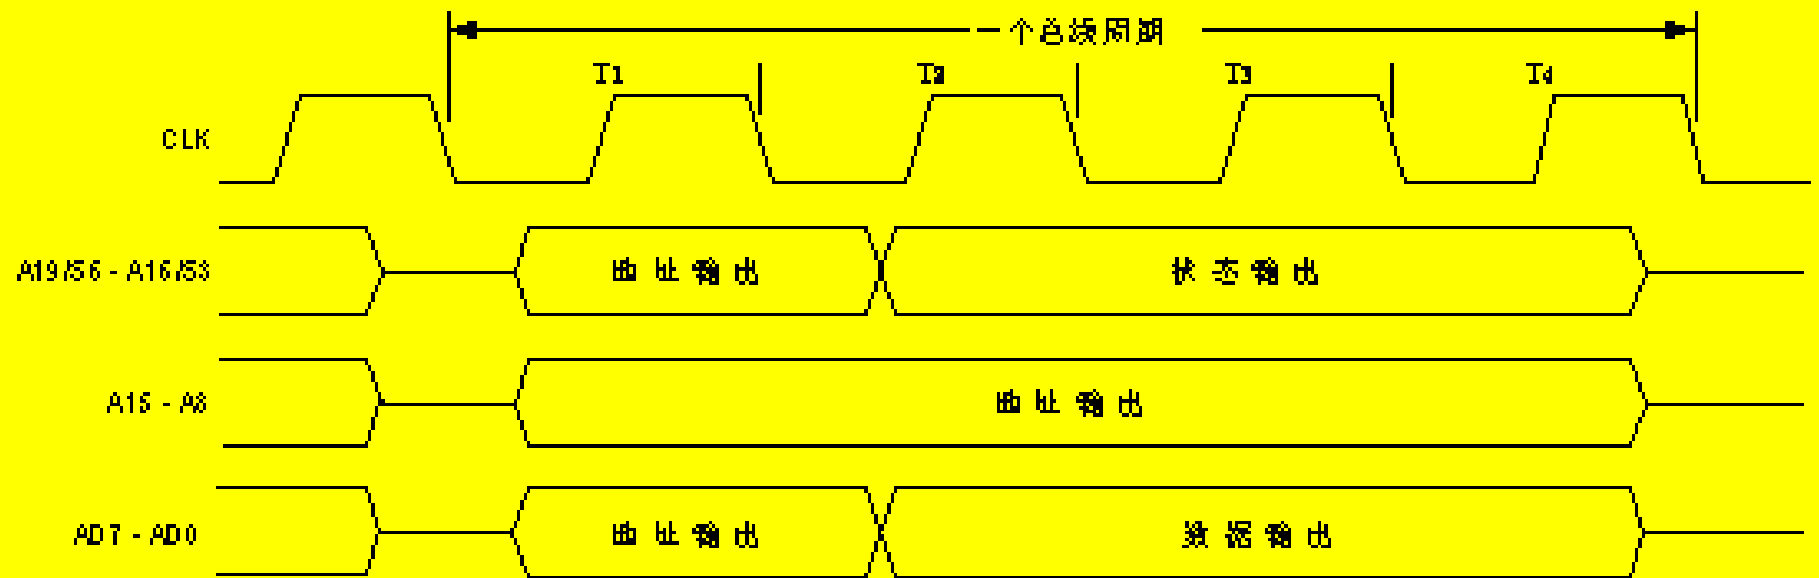 一个总线周期
T1 T2 T3 T4
CLK
A19/S6 - A16/S3 地址输出 状态输出
A15 - A8 地址输出
AD7 - AD0 地址输出 数据输出